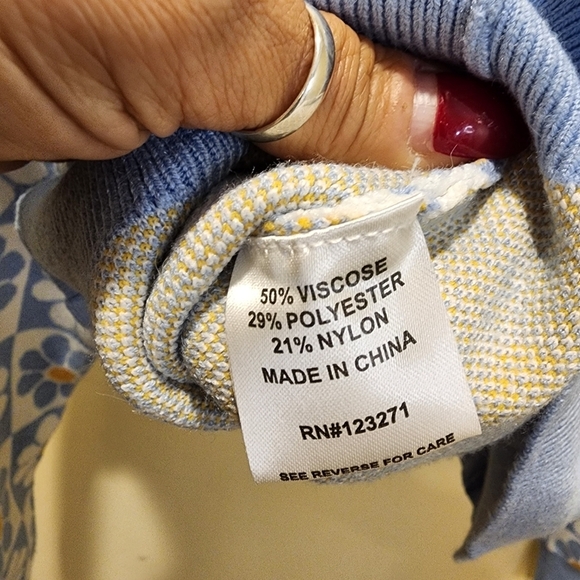 50% VISCOSE
29% POLYESTER
21% NYLON
MADE IN CHINA
RN#123271
SEE REVERSE FOR CARE